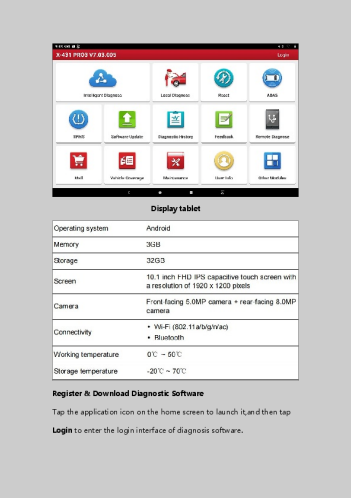 X-431 PROS V7.03.005
Login
Intelligent Diagnose
Local Diagnose
Reset
ADAS
TPMS
Software Update
Diagnostic History
Feedback
Remote Diagnose
Mall
Vehicle Coverage
Maintenance
User Info
Other Modules
Display tablet
Operating system Android
Memory 3GB
Storage 32GB
Screen 10.1 inch FHD IPS capacitive touch screen with
a resolution of 1920 x 1200 pixels
Camera Front-facing 5.0MP camera + rear-facing 8.0MP
camera
Connectivity • Wi-Fi (802.11a/b/g/n/ac)
• Bluetooth
Working temperature 0℃ ~ 50℃
Storage temperature -20℃ ~ 70℃
Register & Download Diagnostic Software
Tap the application icon on the home screen to launch it,and then tap
Login to enter the login interface of diagnosis software.